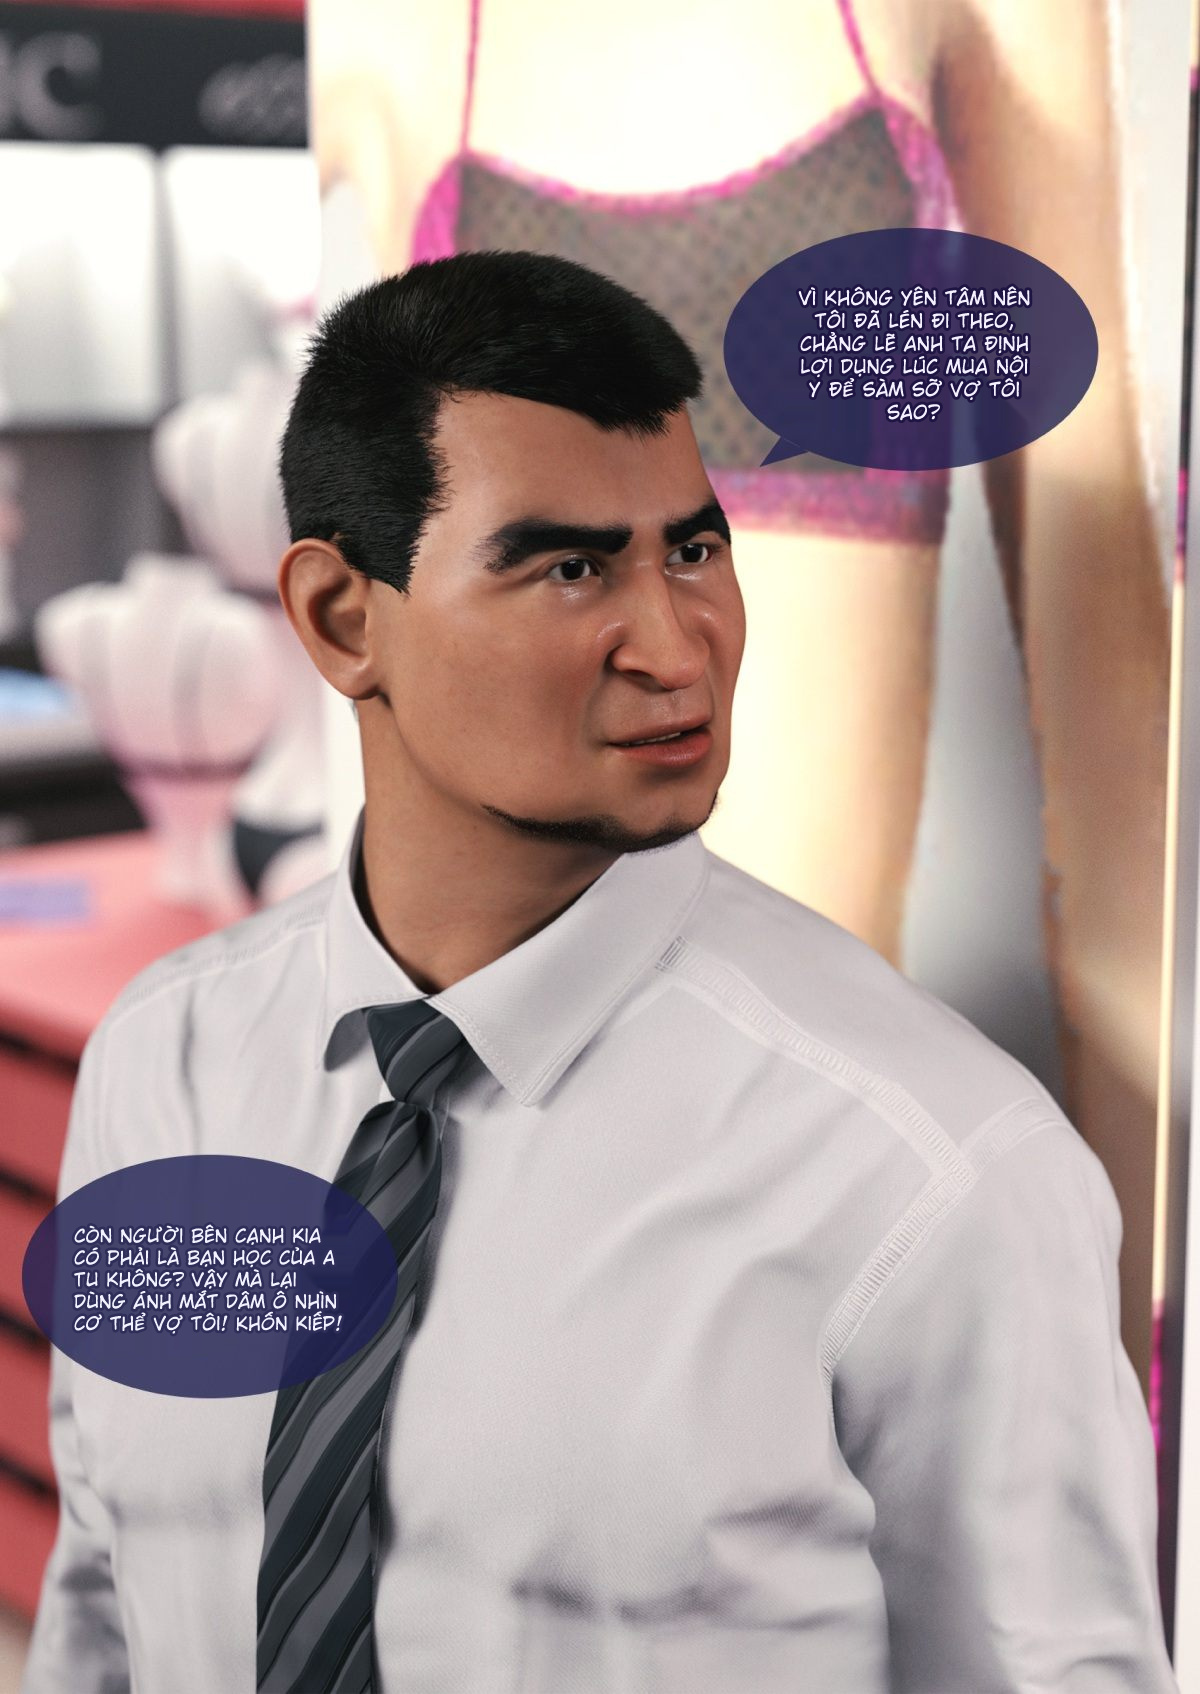 VÌ KHÔNG YÊN TÂM NÊN
TÔI ĐÃ LÉN ĐI THEO,
CHẲNG LẼ ANH TA ĐỊNH
LỢI DỤNG LÚC MUA NỘI
Y ĐỂ SÀM SỠ VỢ TÔI
SAO?
CÒN NGƯỜI BÊN CẠNH KIA
CÓ PHẢI LÀ BẠN HỌC CỦA A
TU KHÔNG? VẬY MÀ LẠI
DÙNG ÁNH MẮT DÂM Ô NHÌN
CƠ THỂ VỢ TÔI! KHỐN KIẾP!